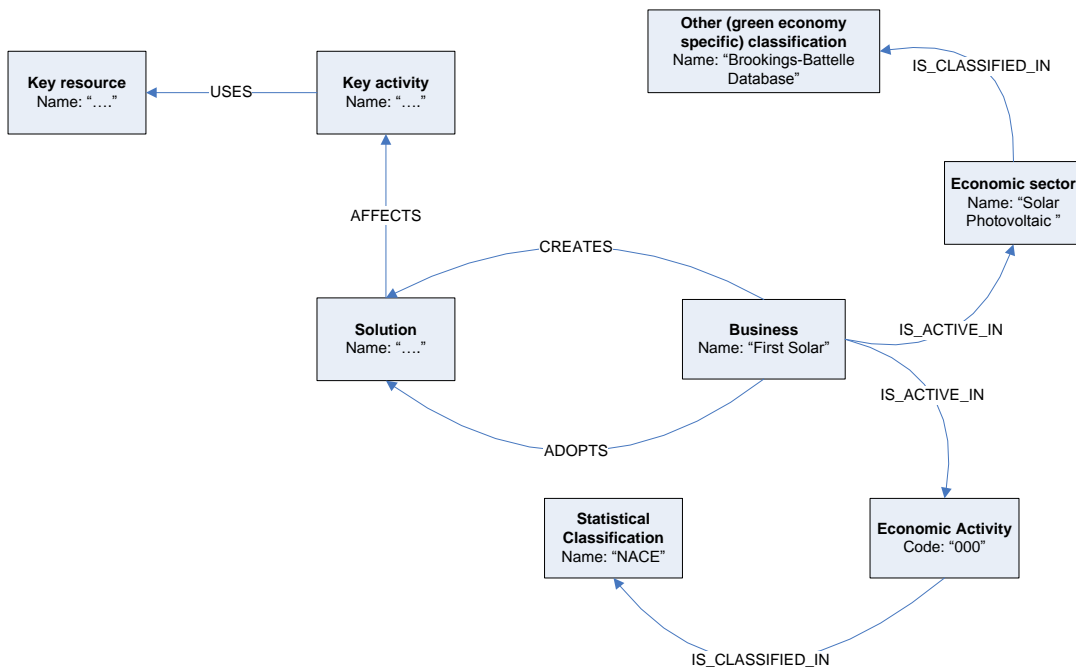 Other (green economy
specific) classification
Name: “Brookings-Battelle
Database”
IS_CLASSIFIED_IN
Key resource
Name: “….”
USES
Key activity
Name: “….”
Economic sector
Name: “Solar
Photovoltaic ”
AFFECTS
CREATES
Solution
Name: “….”
Business
Name: “First Solar”
IS_ACTIVE_IN
IS_ACTIVE_IN
ADOPTS
Statistical
Classification
Name: “NACE”
Economic Activity
Code: “000”
IS_CLASSIFIED_IN